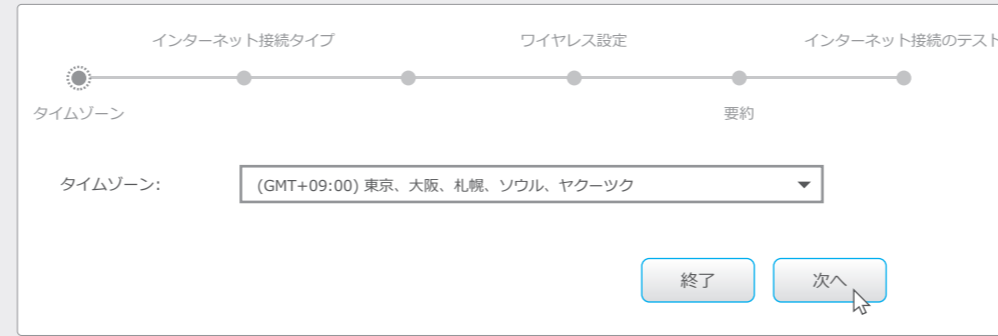 インターネット接続タイプ ワイヤレス設定 インターネット接続のテスト
タイムゾーン 要約
タイムゾーン: (GMT+09:00) 東京、大阪、札幌、ソウル、ヤクーツク
終了 次へ